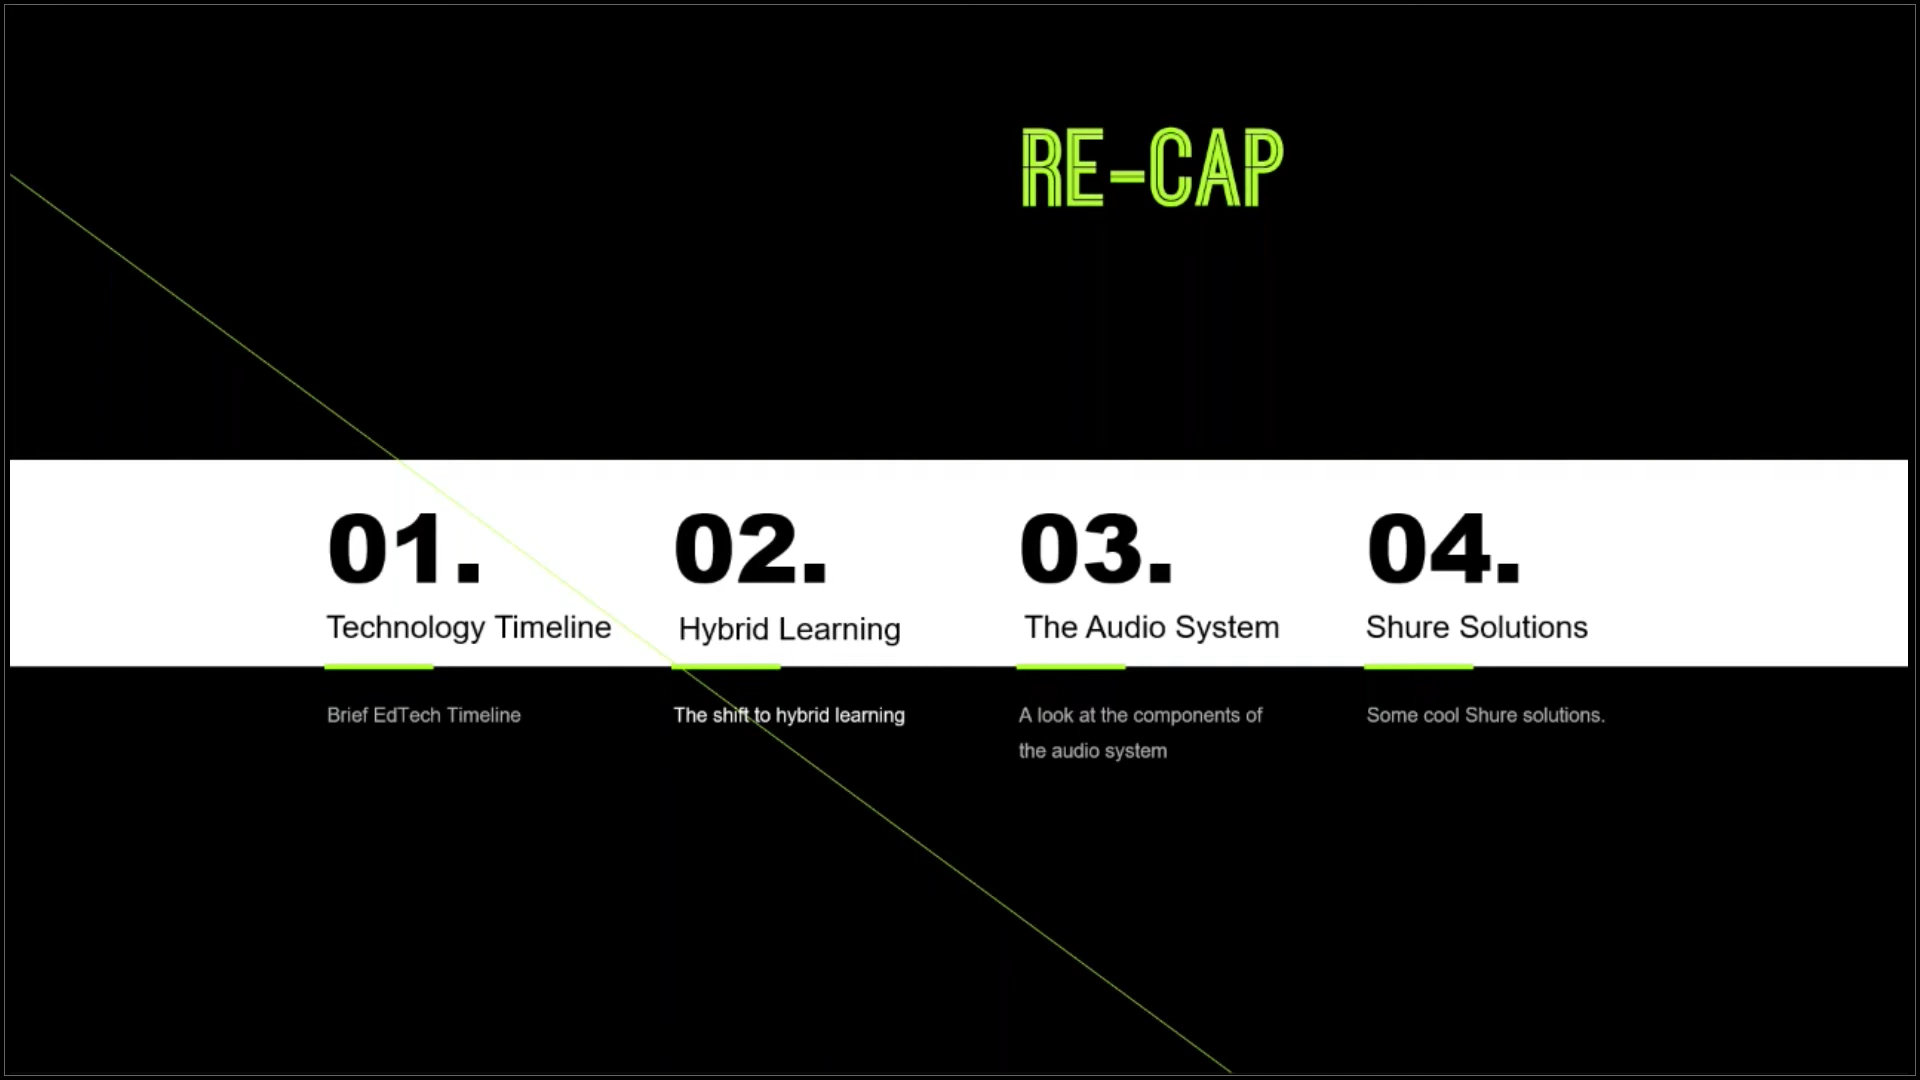 RE-CAP
01.
Technology Timeline
Brief EdTech Timeline
02.
Hybrid Learning
The shift to hybrid learning
03.
The Audio System
A look at the components of
the audio system
04.
Shure Solutions
Some cool Shure solutions.